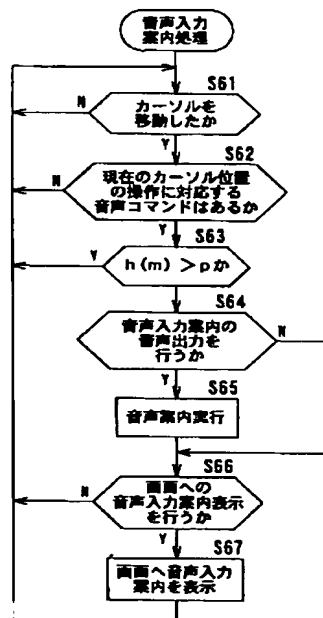 音声入力
案内処理
S61
カーソルを
移動したか
N
Y
S62
現在のカーソル位置
の操作に対応する
音声コマンドはあるか
N
Y
S63
h(m)>pか
Y
S64
音声入力案内の
音声出力を
行うか
N
Y
S65
音声案内実行
S66
画面への
音声入力案内表示
を行うか
N
Y
S67
画面へ音声入力
案内を表示